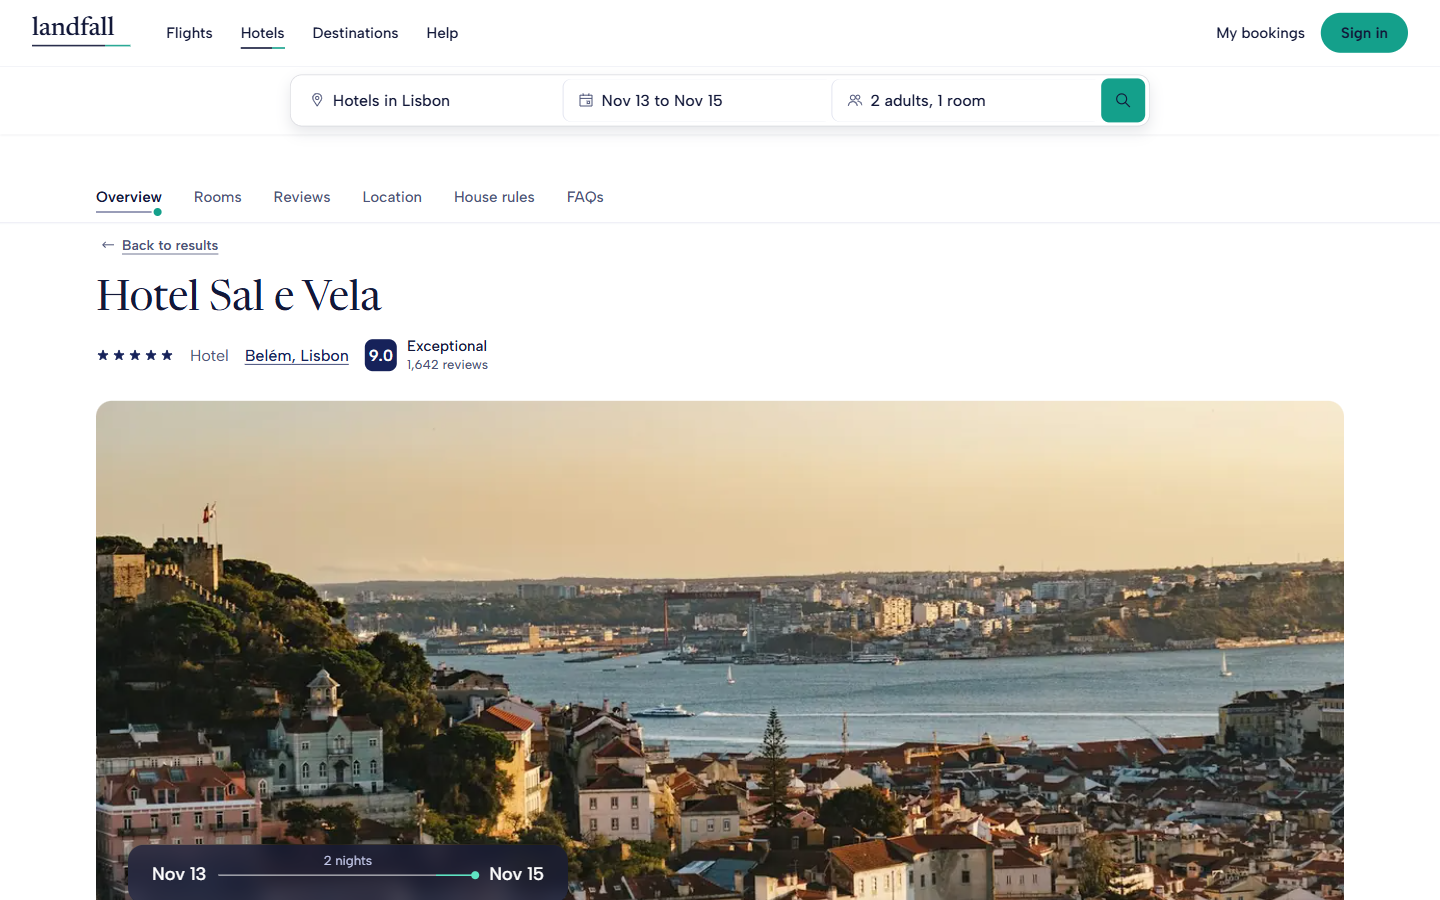 landfall
Flights
Hotels
Destinations
Help
My bookings
Sign in
Hotels in Lisbon
Nov 13 to Nov 15
2 adults, 1 room
Overview
Rooms
Reviews
Location
House rules
FAQs
Back to results
Hotel Sal e Vela
Hotel
Belém, Lisbon
9.0
Exceptional
1,642 reviews
Nov 13
2 nights
Nov 15